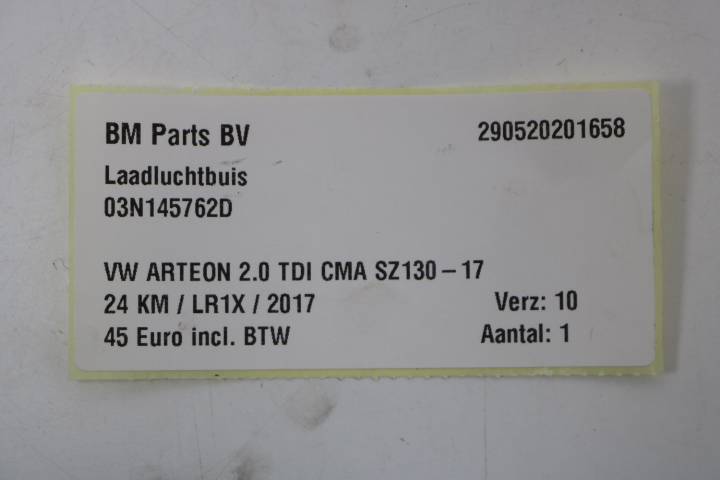 BM Parts BV 290520201658
Laadluchtbuis
03N145762D
VW ARTEON 2.0 TDI CMA SZ130 – 17
24 KM / LR1X / 2017 Verz: 10
45 Euro incl. BTW Aantal: 1